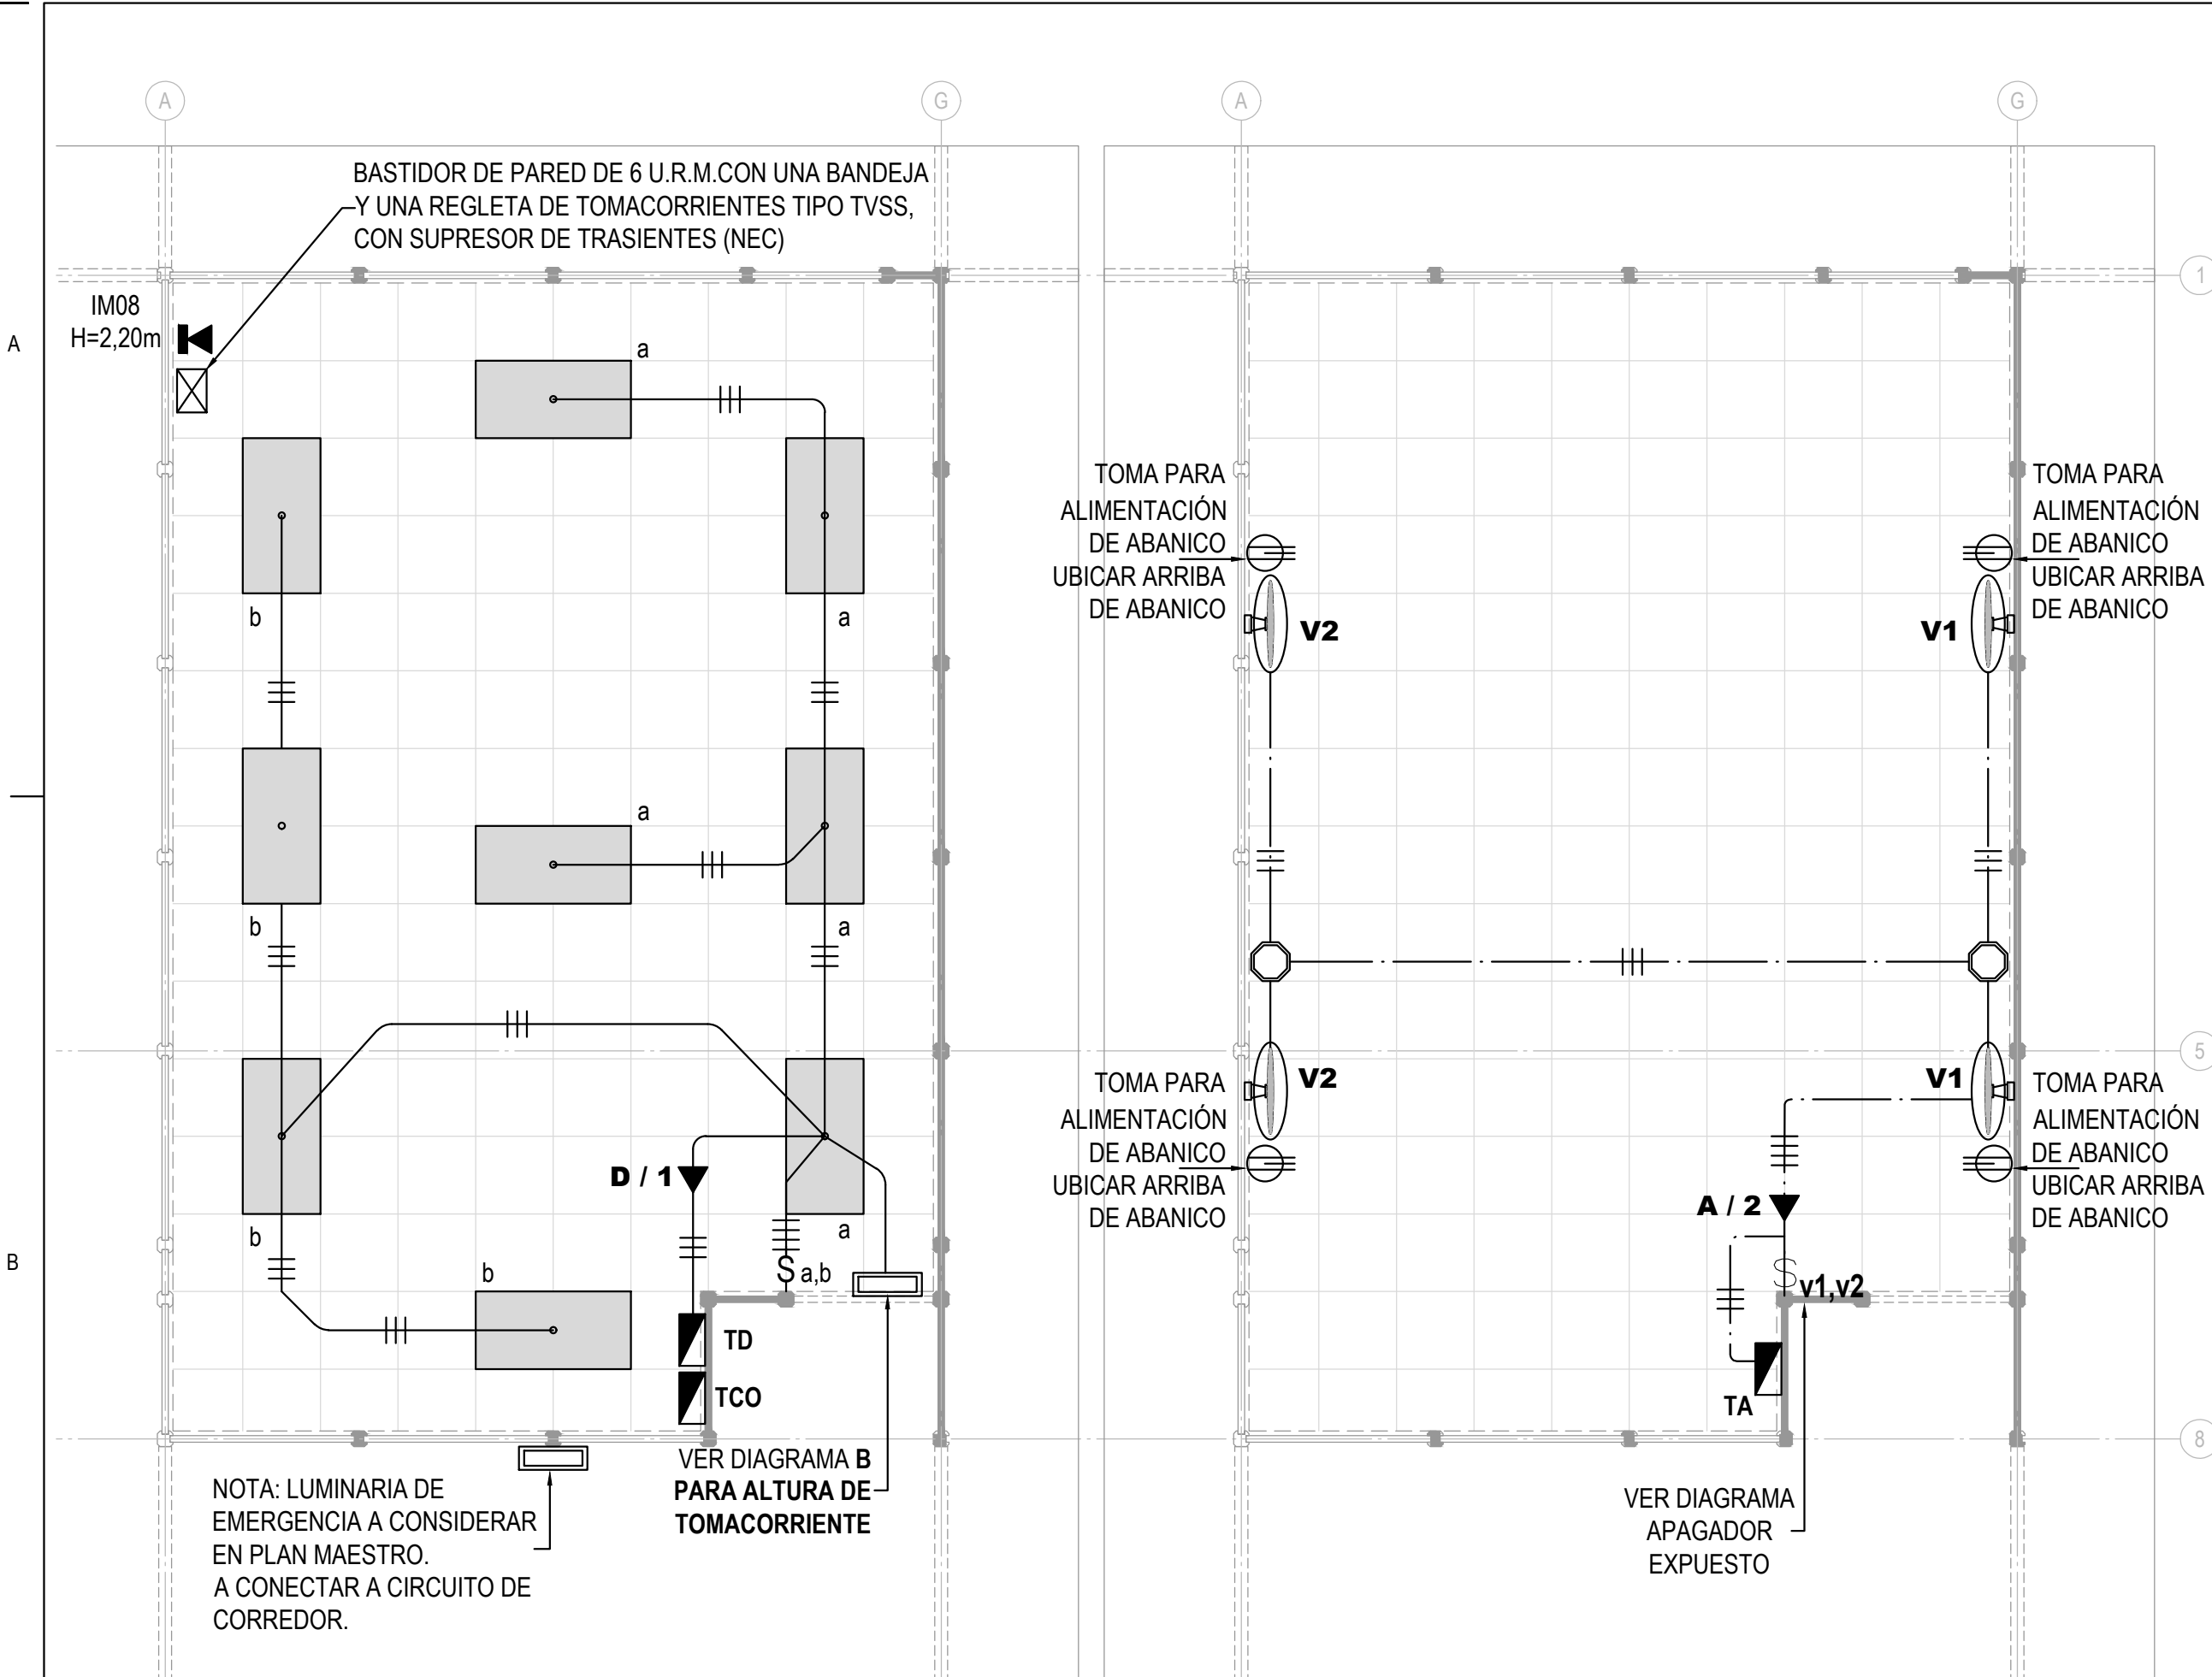 A
G
A
G
BASTIDOR DE PARED DE 6 U.R.M.CON UNA BANDEJA
Y UNA REGLETA DE TOMACORRIENTES TIPO TVSS,
CON SUPRESOR DE TRASIENTES (NEC)
1
IM08
H=2,20m
A
a
b
a
a
b
a
b
a
b
D / 1
S a,b
TD
TCO
VER DIAGRAMA B
PARA ALTURA DE
TOMACORRIENTE
NOTA: LUMINARIA DE
EMERGENCIA A CONSIDERAR
EN PLAN MAESTRO.
A CONECTAR A CIRCUITO DE
CORREDOR.
B
TOMA PARA
ALIMENTACIÓN
DE ABANICO
UBICAR ARRIBA
DE ABANICO
TOMA PARA
ALIMENTACIÓN
DE ABANICO
UBICAR ARRIBA
DE ABANICO
V2
V1
5
V2
V1
TOMA PARA
ALIMENTACIÓN
DE ABANICO
UBICAR ARRIBA
DE ABANICO
TOMA PARA
ALIMENTACIÓN
DE ABANICO
UBICAR ARRIBA
DE ABANICO
A / 2
S
v1,v2
TA
8
VER DIAGRAMA
APAGADOR
EXPUESTO